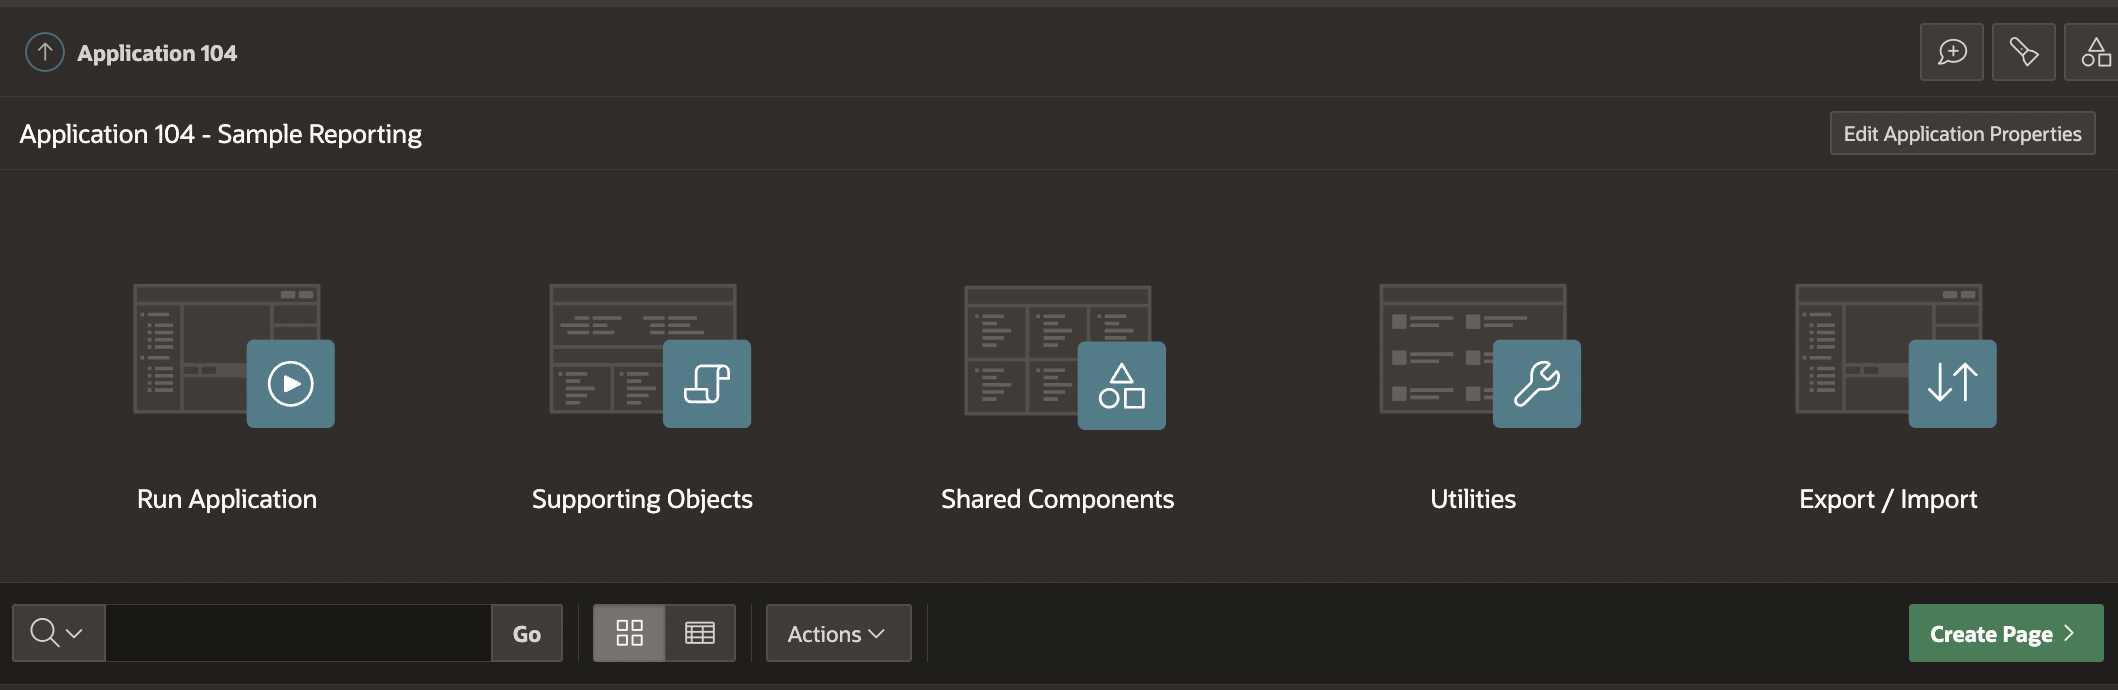 Application 104
Application 104 - Sample Reporting
Edit Application Properties
Run Application
Supporting Objects
Shared Components
Utilities
Export / Import
Go
Actions
Create Page